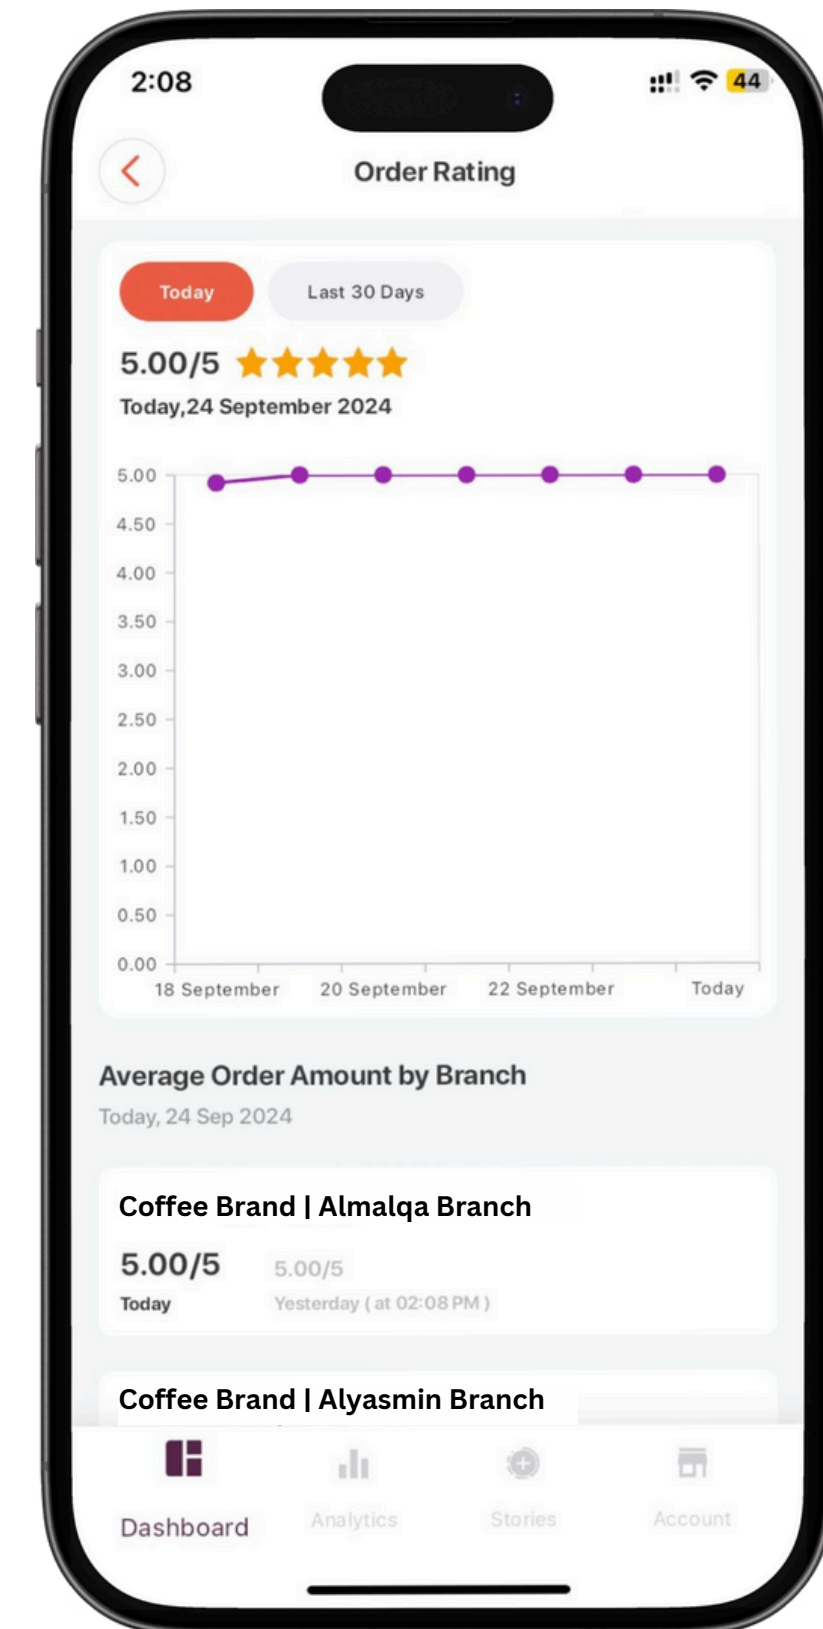 2:08
44
Order Rating
Today
Last 30 Days
5.00/5
Today,24 September 2024
5.00
4.50
4.00
3.50
3.00
2.50
2.00
1.50
1.00
0.50
0.00
18 September 20 September 22 September Today
Average Order Amount by Branch
Today, 24 Sep 2024
Coffee Brand | Almalqa Branch
5.00/5 5.00/5
Today Yesterday ( at 02:08 PM )
Coffee Brand | Alyasmin Branch
Dashboard Analytics Stories Account